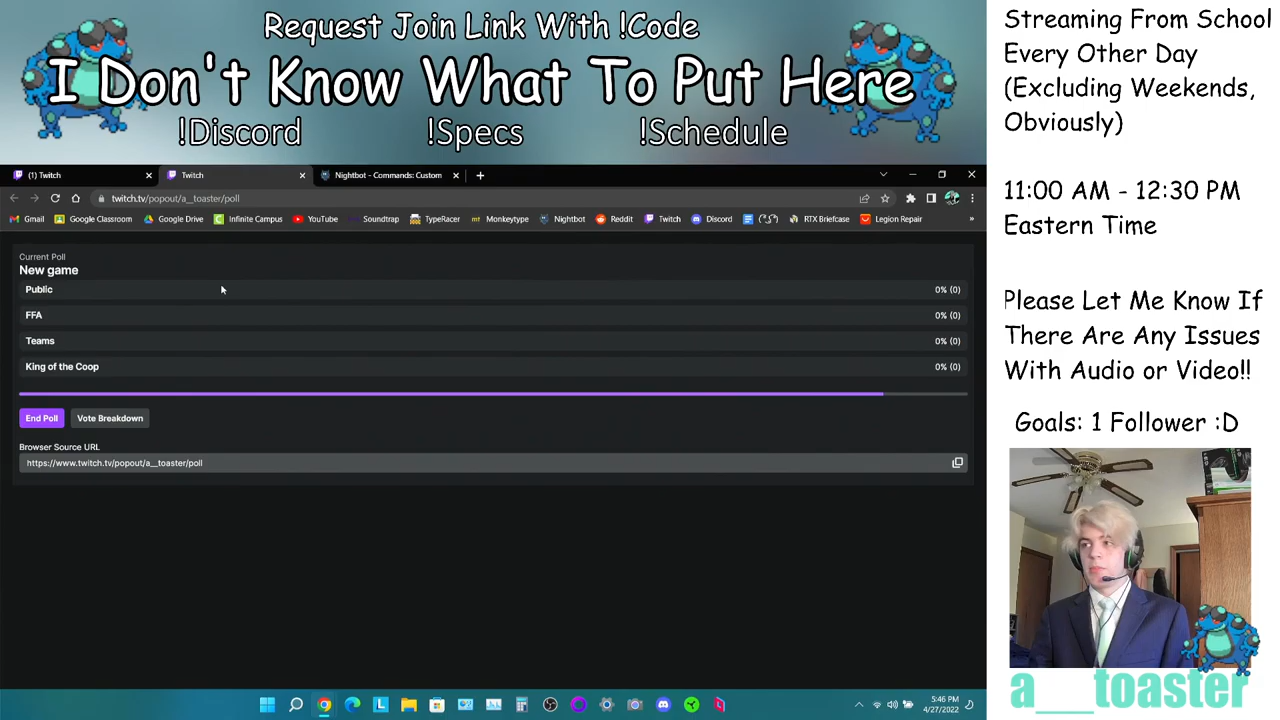 Request Join Link With !Code
I Don't Know What To Put Here
!Discord !Specs !Schedule
(1) Twitch
Twitch
Nightbot - Commands: Custom
twitch.tv/popout/a__toaster/poll
Gmail
Google Classroom
Google Drive
Infinite Campus
YouTube
Soundtrap
TypeRacer
Monkeytype
Nightbot
Reddit
Twitch
Discord
RTX Briefcase
Legion Repair
Current Poll
New game
Public 0% (0)
FFA 0% (0)
Teams 0% (0)
King of the Coop 0% (0)
End Poll
Vote Breakdown
Browser Source URL
https://www.twitch.tv/popout/a__toaster/poll
5:46 PM
4/27/2022
Streaming From School
Every Other Day
(Excluding Weekends,
Obviously)
11:00 AM - 12:30 PM
Eastern Time
Please Let Me Know If
There Are Any Issues
With Audio or Video!!
Goals: 1 Follower :D
a__toaster